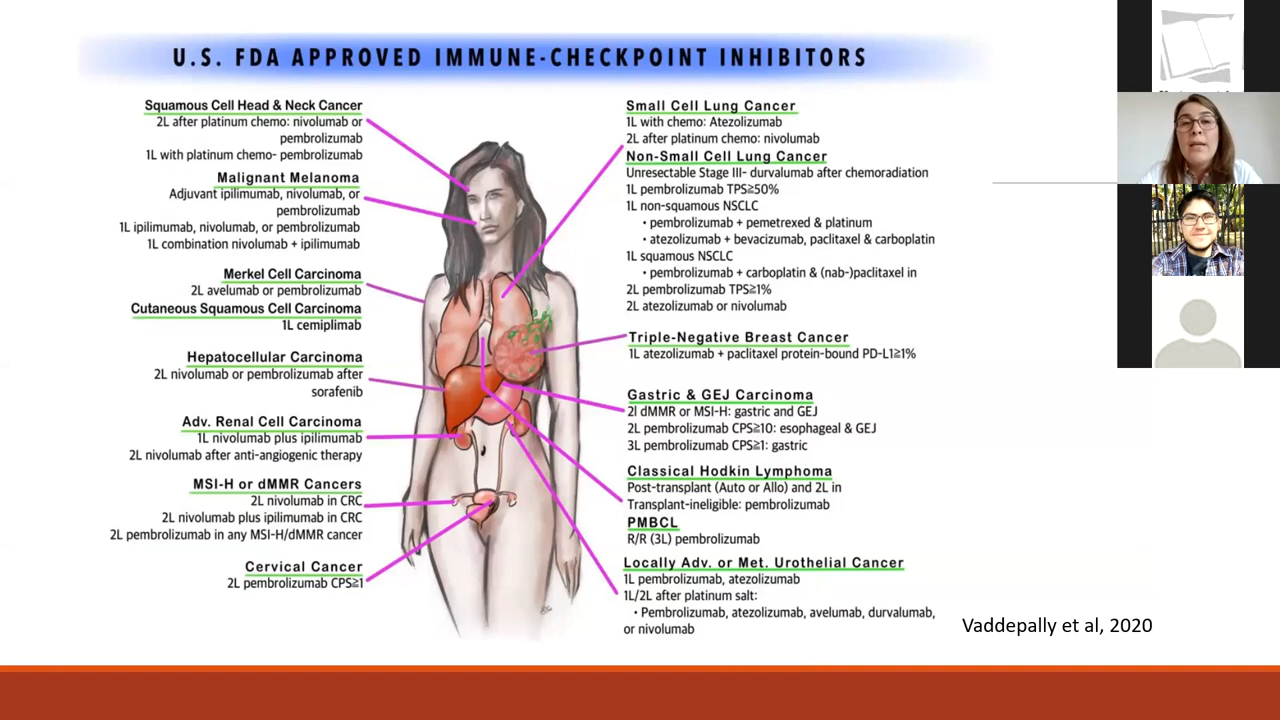 U.S. FDA APPROVED IMMUNE-CHECKPOINT INHIBITORS
Squamous Cell Head & Neck Cancer
2L after platinum chemo: nivolumab or
pembrolizumab
1L with platinum chemo- pembrolizumab
Malignant Melanoma
Adjuvant ipilimumab, nivolumab, or
pembrolizumab
1L ipilimumab, nivolumab, or pembrolizumab
1L combination nivolumab + ipilimumab
Merkel Cell Carcinoma
2L avelumab or pembrolizumab
Cutaneous Squamous Cell Carcinoma
1L cemiplimab
Hepatocellular Carcinoma
2L nivolumab or pembrolizumab after
sorafenib
Adv. Renal Cell Carcinoma
1L nivolumab plus ipilimumab
2L nivolumab after anti-angiogenic therapy
MSI-H or dMMR Cancers
2L nivolumab in CRC
2L nivolumab plus ipilimumab in CRC
2L pembrolizumab in any MSI-H/dMMR cancer
Cervical Cancer
2L pembrolizumab CPS≥1
Small Cell Lung Cancer
1L with chemo: Atezolizumab
2L after platinum chemo: nivolumab
Non-Small Cell Lung Cancer
Unresectable Stage III- durvalumab after chemoradiation
1L pembrolizumab TPS≥50%
1L non-squamous NSCLC
• pembrolizumab + pemetrexed & platinum
• atezolizumab + bevacizumab, paclitaxel & carboplatin
1L squamous NSCLC
• pembrolizumab + carboplatin & (nab-)paclitaxel in
2L pembrolizumab TPS≥1%
2L atezolizumab or nivolumab
Triple-Negative Breast Cancer
1L atezolizumab + paclitaxel protein-bound PD-L1≥1%
Gastric & GEJ Carcinoma
2l dMMR or MSI-H: gastric and GEJ
2L pembrolizumab CPS≥10: esophageal & GEJ
3L pembrolizumab CPS≥1: gastric
Classical Hodkin Lymphoma
Post-transplant (Auto or Allo) and 2L in
Transplant-ineligible: pembrolizumab
PMBCL
R/R (3L) pembrolizumab
Locally Adv. or Met. Urothelial Cancer
1L pembrolizumab, atezolizumab
1L/2L after platinum salt:
• Pembrolizumab, atezolizumab, avelumab, durvalumab,
or nivolumab
Vaddepally et al, 2020